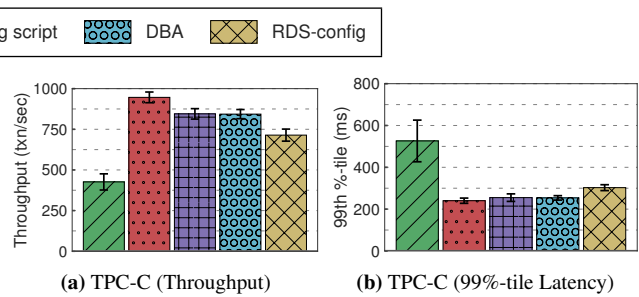 g script DBA RDS-config
1000
750
500
250
0
Throughput (txn/sec)
(a) TPC-C (Throughput)
800
600
400
200
0
99th %-tile (ms)
(b) TPC-C (99%-tile Latency)